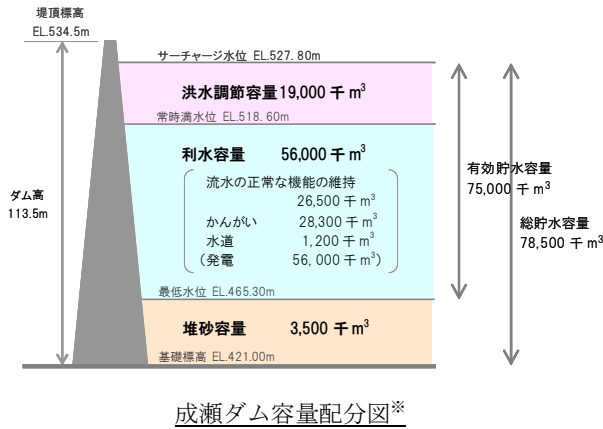 堤頂標高
EL.534.5m
サーチャージ水位 EL.527.80m
洪水調節容量19,000 千 m³
常時満水位 EL.518.60m
利水容量 56,000 千 m³
流水の正常な機能の維持
26,500 千 m³
かんがい 28,300 千 m³
水道 1,200 千 m³
(発電 56,000 千 m³)
最低水位 EL.465.30m
堆砂容量 3,500 千 m³
基礎標高 EL.421.00m
ダム高
113.5m
有効貯水容量
75,000 千 m³
総貯水容量
78,500 千 m³
成瀬ダム容量配分図※